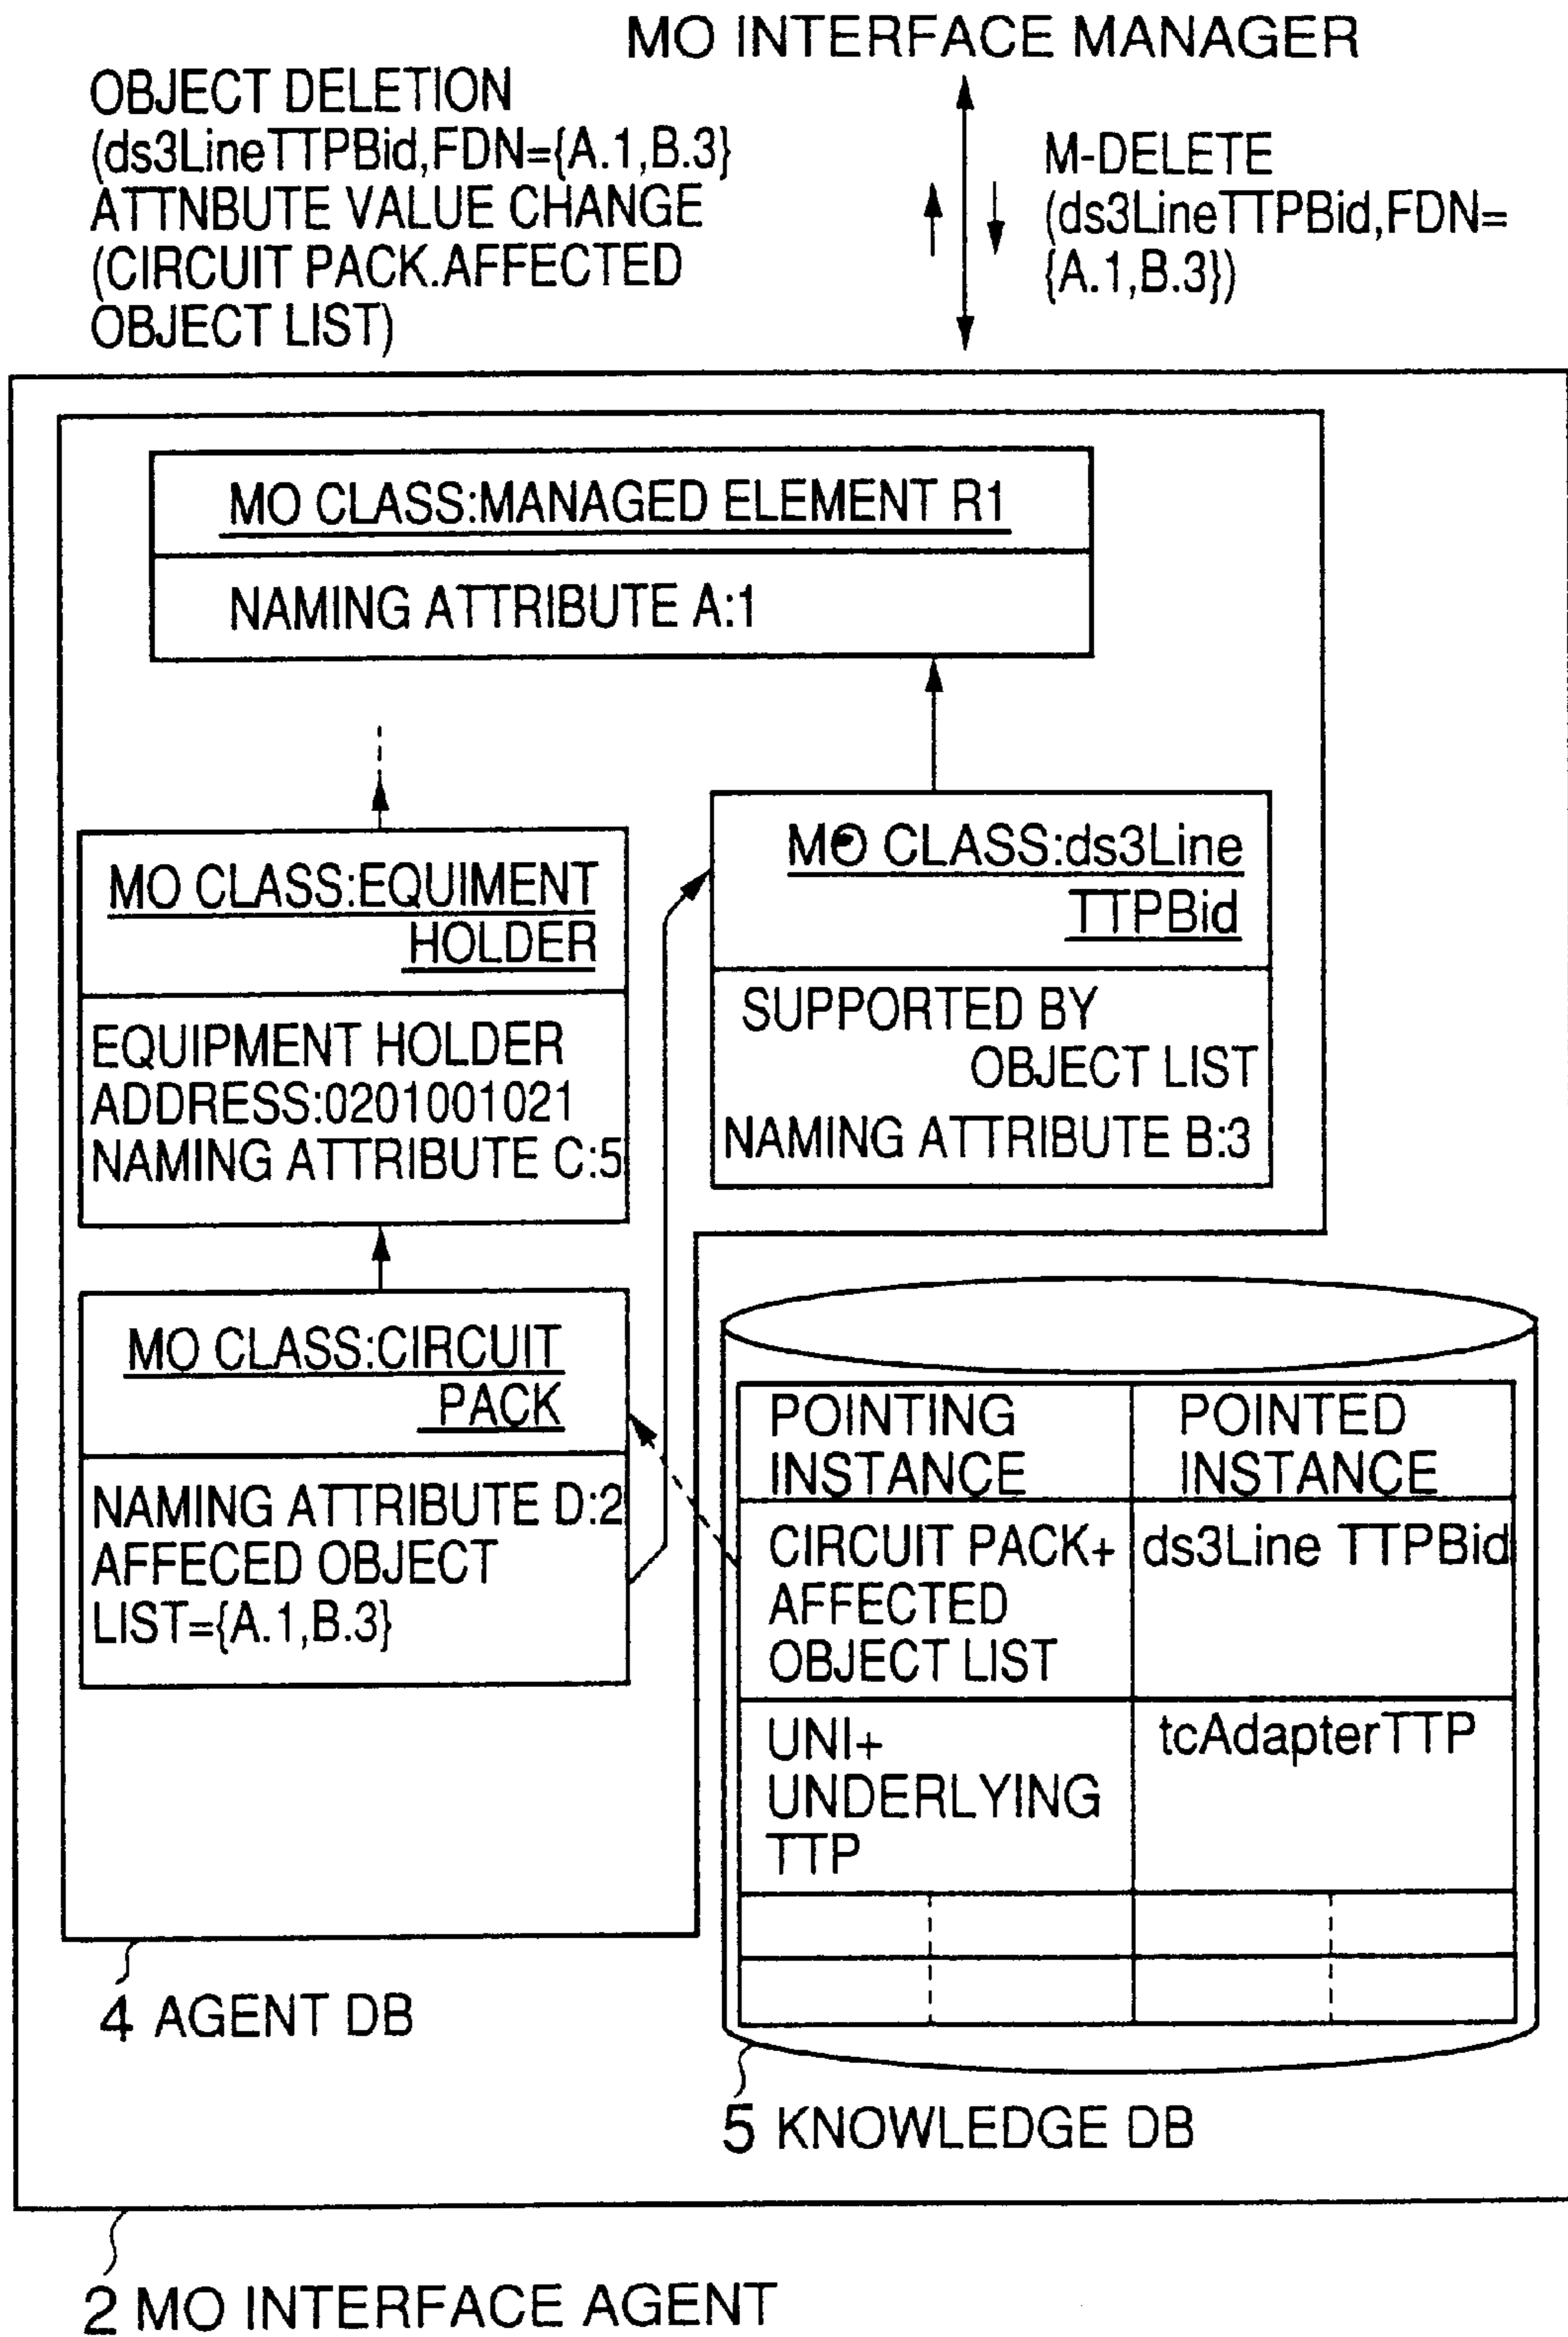 MO INTERFACE MANAGER
OBJECT DELETION
(ds3LineTTPBid,FDN={A.1,B.3}
ATTNBUTE VALUE CHANGE
(CIRCUIT PACK.AFFECTED
OBJECT LIST)
M-DELETE
(ds3LineTTPBid,FDN=
{A.1,B.3})
MO CLASS:MANAGED ELEMENT R1
NAMING ATTRIBUTE A:1
MO CLASS:EQUIMENT
HOLDER
EQUIPMENT HOLDER
ADDRESS:0201001021
NAMING ATTRIBUTE C:5
MO CLASS:ds3Line
TTPBid
SUPPORTED BY
OBJECT LIST
NAMING ATTRIBUTE B:3
MO CLASS:CIRCUIT
PACK
NAMING ATTRIBUTE D:2
AFFECED OBJECT
LIST={A.1,B.3}
POINTING
INSTANCE
POINTED
INSTANCE
CIRCUIT PACK+
AFFECTED
OBJECT LIST
ds3Line TTPBid
UNI+
UNDERLYING
TTP
tcAdapterTTP
4 AGENT DB
5 KNOWLEDGE DB
2 MO INTERFACE AGENT